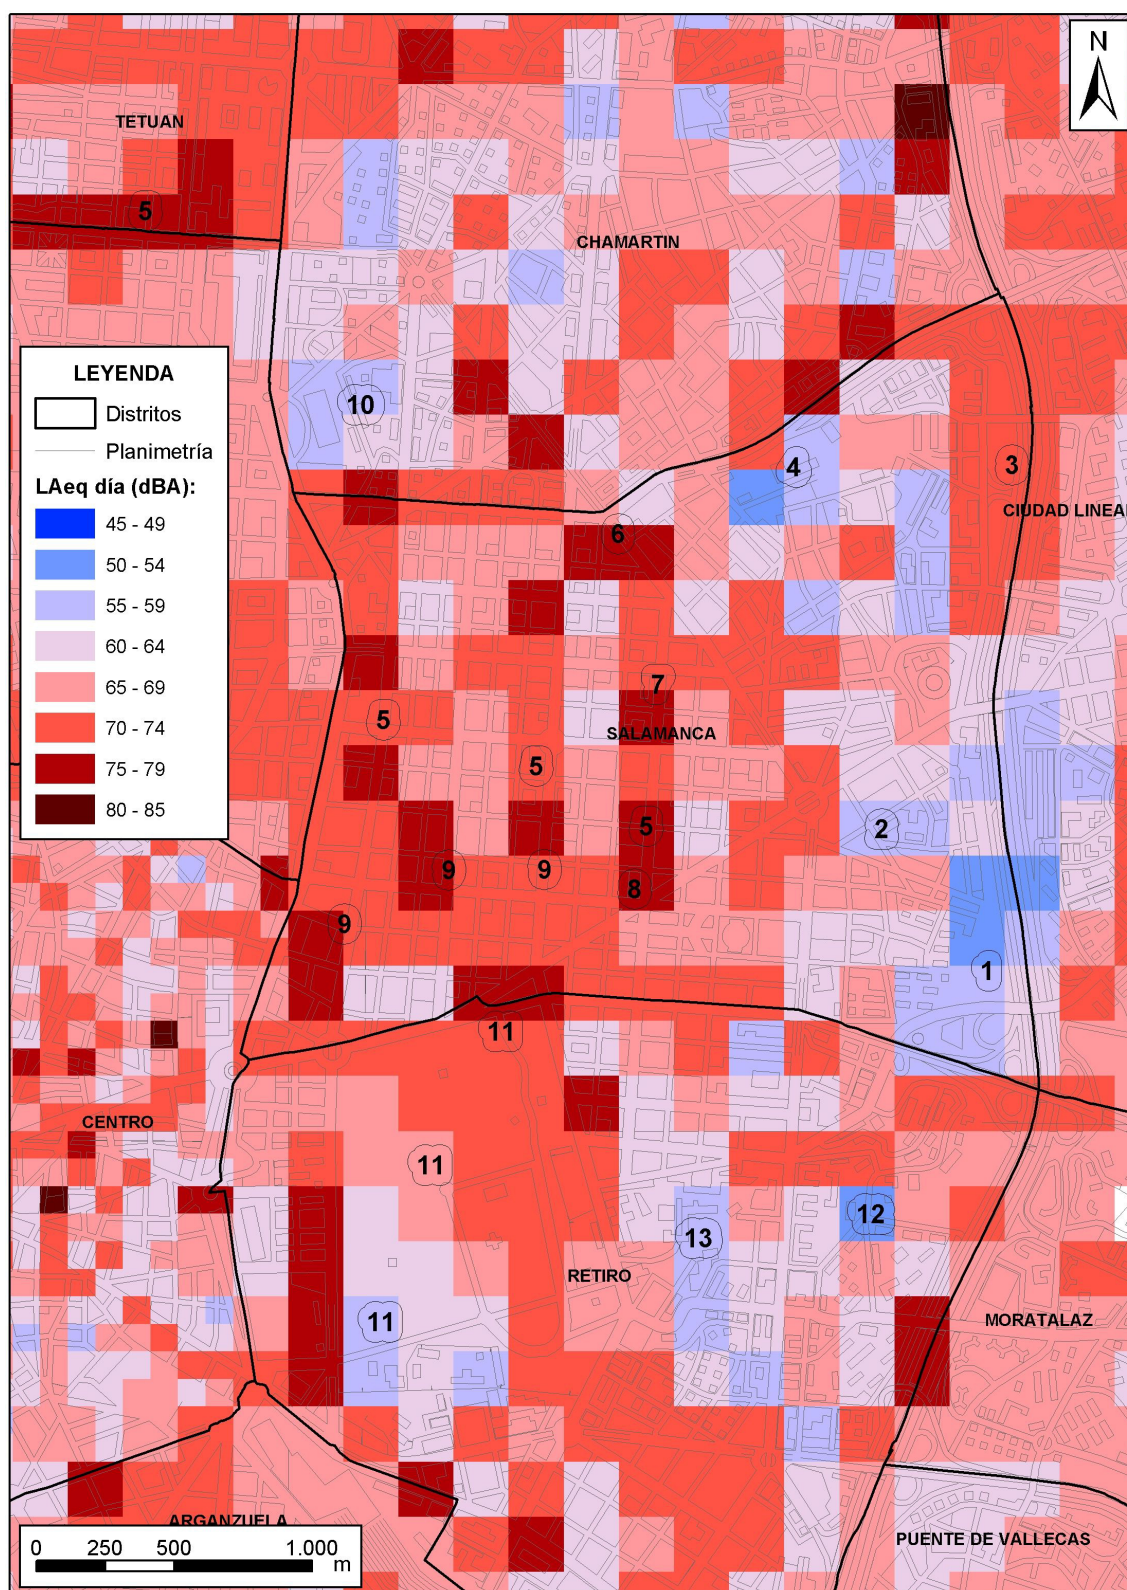 N
TETUAN
5
CHAMARTIN
LEYENDA
Distritos
Planimetría
LAeq día (dBA):
45 - 49
50 - 54
55 - 59
60 - 64
65 - 69
70 - 74
75 - 79
80 - 85
10
4
3
CIUDAD LINEAL
6
7
5
SALAMANCA
5
5
2
9
9
8
9
1
11
CENTRO
11
12
13
RETIRO
11
MORATALAZ
ARGANZUELA
PUENTE DE VALLECAS
0 250 500 1.000
m